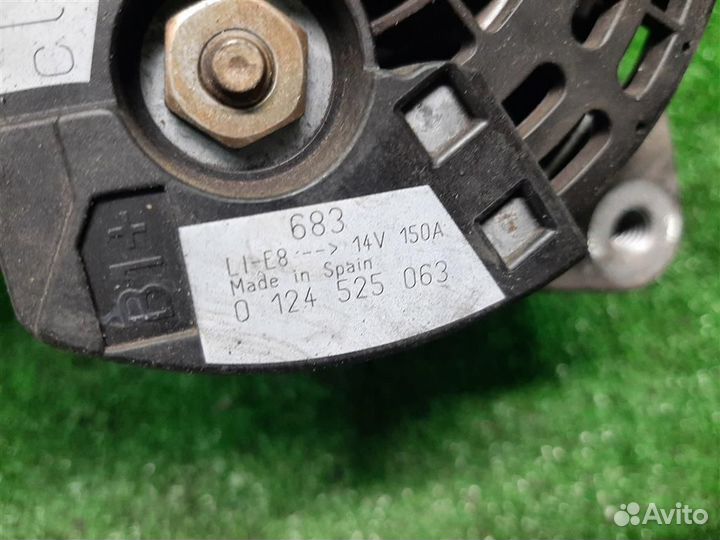 683
LI-E8 --> 14V 150A
Made in Spain
0 124 525 063
B1+
Avito